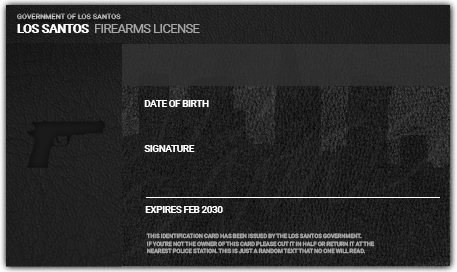 GOVERNMENT OF LOS SANTOS
LOS SANTOS FIREARMS LICENSE
DATE OF BIRTH
SIGNATURE
EXPIRES FEB 2030
THIS IDENTIFICATION CARD HAS BEEN ISSUED BY THE LOS SANTOS GOVERNMENT.
IF YOU'RE NOT THE OWNER OF THIS CARD PLEASE CUT IT IN HALF OR RETURN IT AT THE
NEAREST POLICE STATION. THIS IS JUST A RANDOM TEXT THAT NO ONE WILL READ.